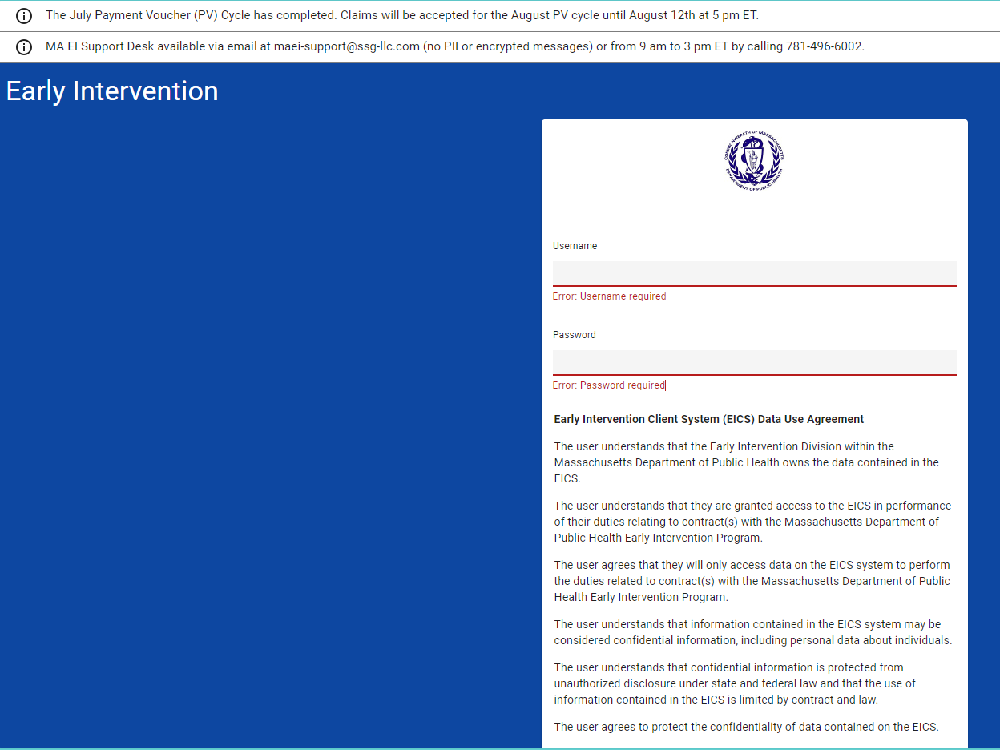 The July Payment Voucher (PV) Cycle has completed. Claims will be accepted for the August PV cycle until August 12th at 5 pm ET.
MA EI Support Desk available via email at maei-support@ssg-llc.com (no PII or encrypted messages) or from 9 am to 3 pm ET by calling 781-496-6002.
Early Intervention
COMMONWEALTH OF MASSACHUSETTS
DEPARTMENT OF PUBLIC HEALTH
Username
Error: Username required
Password
Error: Password required
Early Intervention Client System (EICS) Data Use Agreement
The user understands that the Early Intervention Division within the
Massachusetts Department of Public Health owns the data contained in the
EICS.
The user understands that they are granted access to the EICS in performance
of their duties relating to contract(s) with the Massachusetts Department of
Public Health Early Intervention Program.
The user agrees that they will only access data on the EICS system to perform
the duties related to contract(s) with the Massachusetts Department of Public
Health Early Intervention Program.
The user understands that information contained in the EICS system may be
considered confidential information, including personal data about individuals.
The user understands that confidential information is protected from
unauthorized disclosure under state and federal law and that the use of
information contained in the EICS is limited by contract and law.
The user agrees to protect the confidentiality of data contained on the EICS.